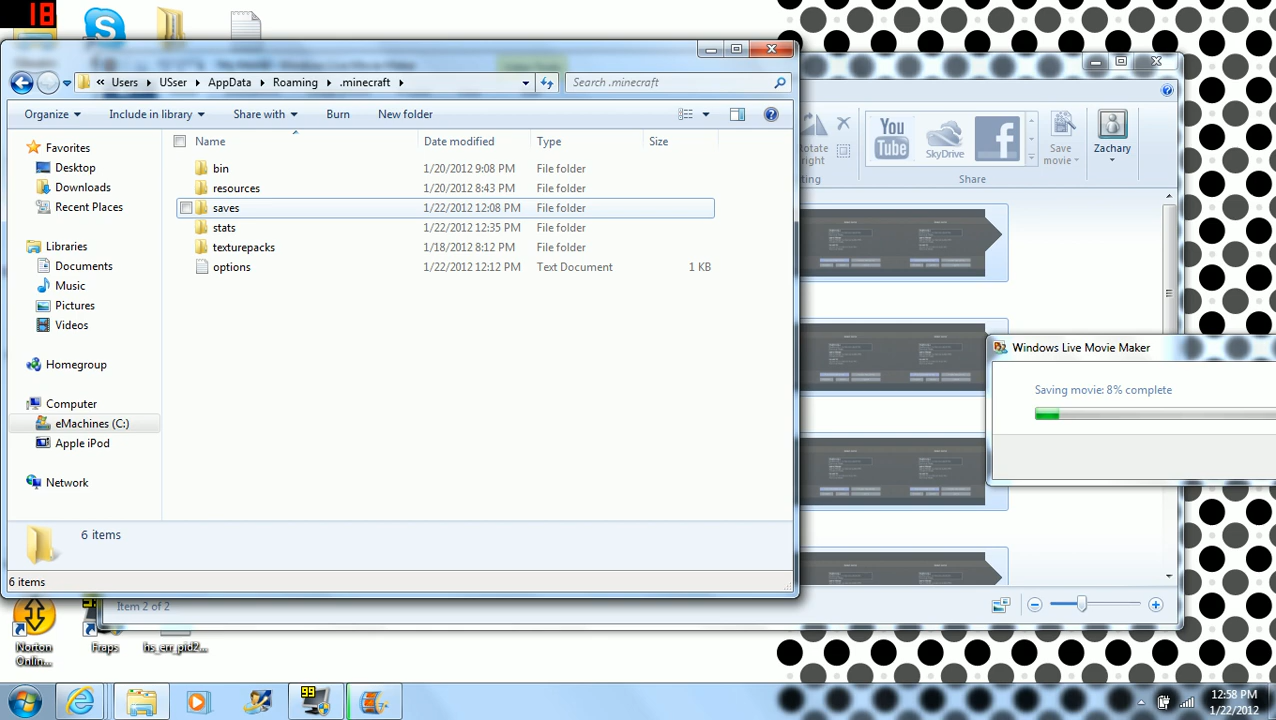 18
« Users USser AppData Roaming .minecraft
Search .minecraft
Organize Include in library Share with Burn New folder
Name Date modified Type Size
bin 1/20/2012 9:08 PM File folder
resources 1/20/2012 8:43 PM File folder
saves 1/22/2012 12:08 PM File folder
stats 1/22/2012 12:35 PM File folder
texturepacks 1/18/2012 8:12 PM File folder
options 1/22/2012 12:12 PM Text Document 1 KB
Favorites
Desktop
Downloads
Recent Places
Libraries
Documents
Music
Pictures
Videos
Homegroup
Computer
eMachines (C:)
Apple iPod
Network
6 items
6 items
Rotate
right
You
Tube
SkyDrive
f
Save
movie
Zachary
Share
Windows Live Movie Maker
Saving movie: 8% complete
Item 2 of 2
Norton
Onlin...
Fraps
hs_err_pid2...
99
12:58 PM
1/22/2012